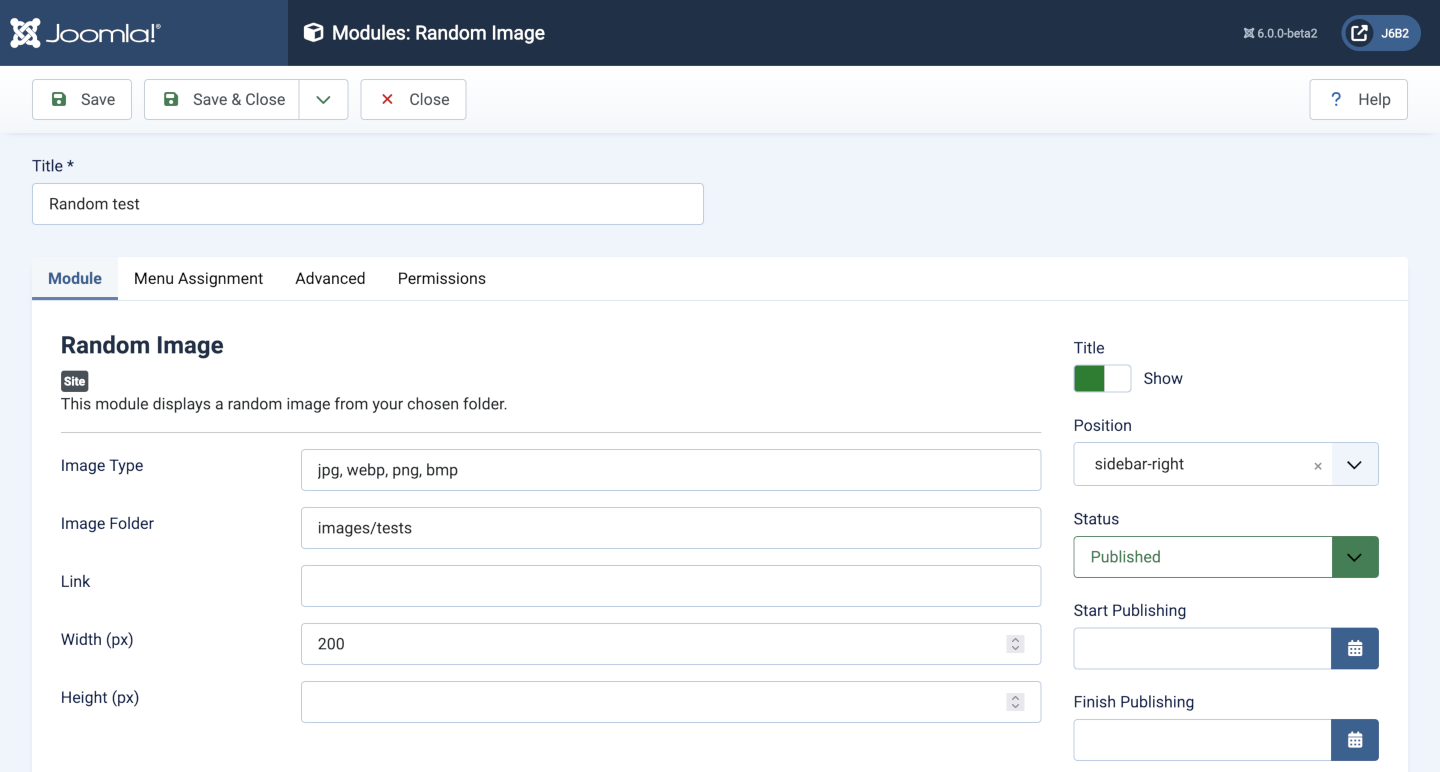 Joomla!®
Modules: Random Image
6.0.0-beta2
J6B2
Save
Save & Close
Close
? Help
Title *
Random test
Module
Menu Assignment
Advanced
Permissions
Random Image
Site
This module displays a random image from your chosen folder.
Image Type
jpg, webp, png, bmp
Image Folder
images/tests
Link
Width (px)
200
Height (px)
Title
Show
Position
sidebar-right
×
Status
Published
Start Publishing
Finish Publishing